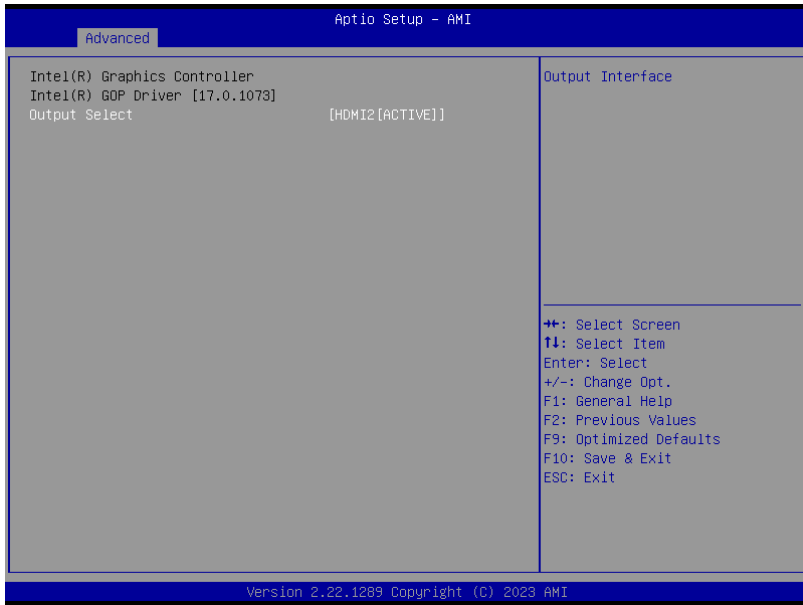 Aptio Setup – AMI
Advanced
Intel(R) Graphics Controller
Intel(R) GOP Driver [17.0.1073]
Output Select [HDMI2[ACTIVE]]
Output Interface
→←: Select Screen
↑↓: Select Item
Enter: Select
+/-: Change Opt.
F1: General Help
F2: Previous Values
F9: Optimized Defaults
F10: Save & Exit
ESC: Exit
Version 2.22.1289 Copyright (C) 2023 AMI